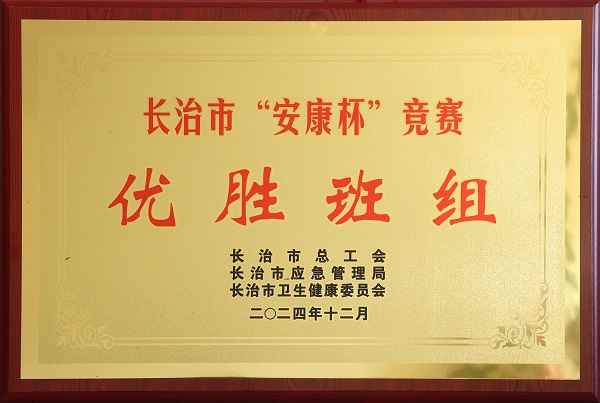 长治市“安康杯”竞赛
优胜班组
长治市总工会
长治市应急管理局
长治市卫生健康委员会
二〇二四年十二月